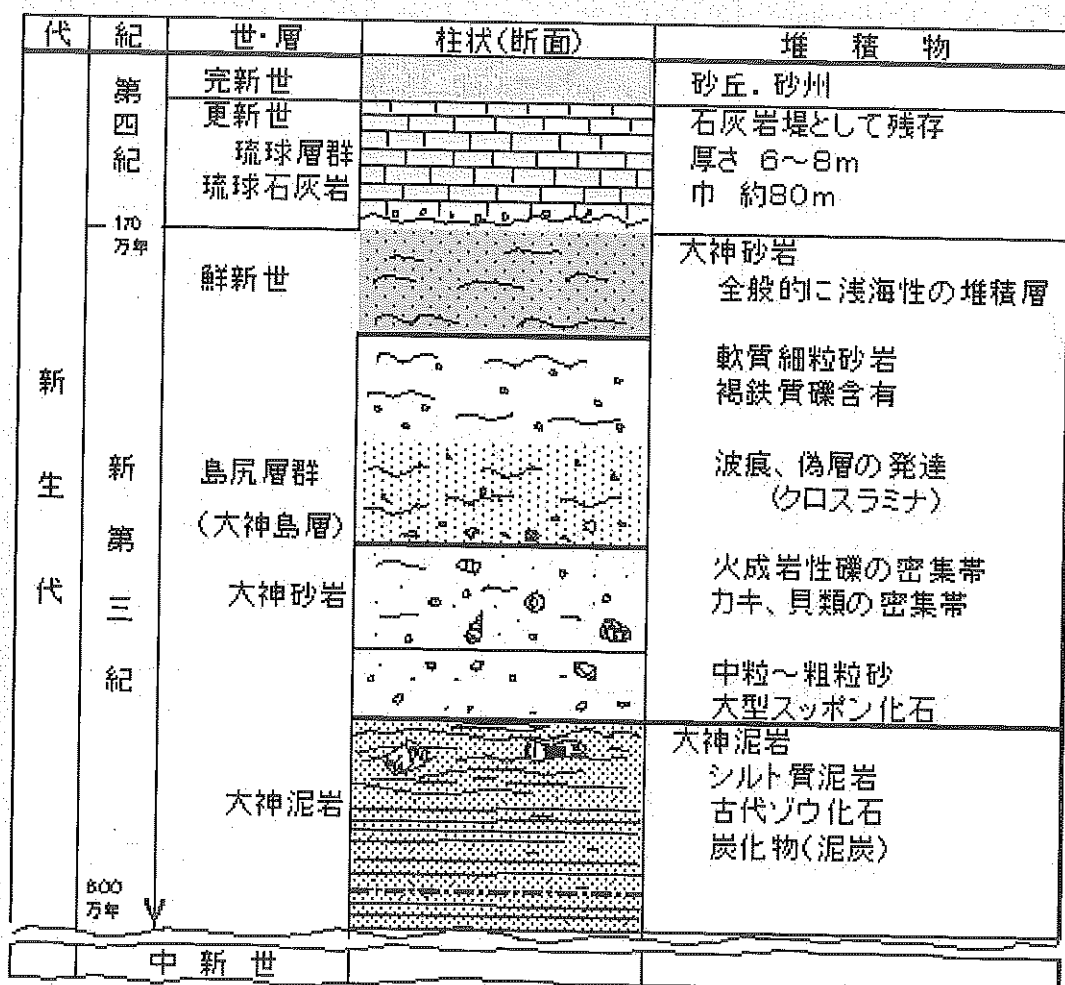 代 紀 世・層 柱状(断面) 堆積物
新生代
第四紀
170
万年
新第三紀
600
万年
完新世
更新世
琉球層群
琉球石灰岩
鮮新世
島尻層群
(大神島層)
大神砂岩
大神泥岩
砂丘.砂州
石灰岩堤として残存
厚さ 6～8m
巾 約80m
大神砂岩
全般的に浅海性の堆積層
軟質細粒砂岩
褐鉄質礫含有
波痕、偽層の発達
(クロスラミナ)
火成岩性礫の密集帯
カキ、貝類の密集帯
中粒～粗粒砂
大型スッポン化石
大神泥岩
シルト質泥岩
古代ゾウ化石
炭化物(泥炭)
中新世